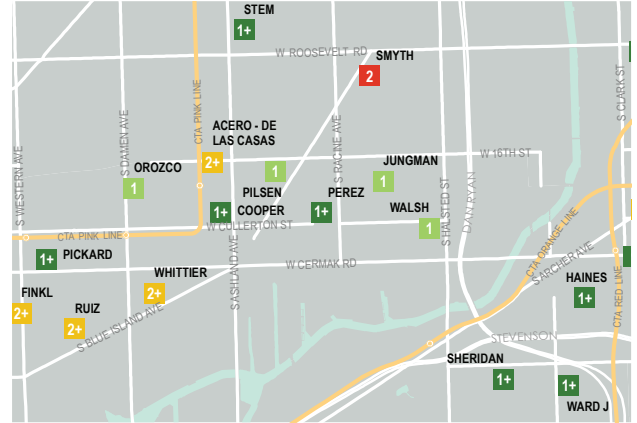 STEM
1+
W ROOSEVELT RD
SMYTH
2
S CLARK ST
CTA PINK LINE
S DAMEN AVE
S WESTERN AVE
ACERO - DE
LAS CASAS
2+
S RACINE AVE
W 16TH ST
OROZCO
1
PILSEN
1
JUNGMAN
1
COOPER
1+
PEREZ
1+
WALSH
1
W CULLERTON ST
S HALSTED ST
DAN RYAN
CTA PINK LINE
PICKARD
1+
S ASHLAND AVE
W CERMAK RD
CTA ORANGE LINE
S ARCHER AVE
WHITTIER
2+
HAINES
1+
CTA RED LINE
FINKL
2+
RUIZ
2+
S BLUE ISLAND AVE
STEVENSON
SHERIDAN
1+
1+
WARD J